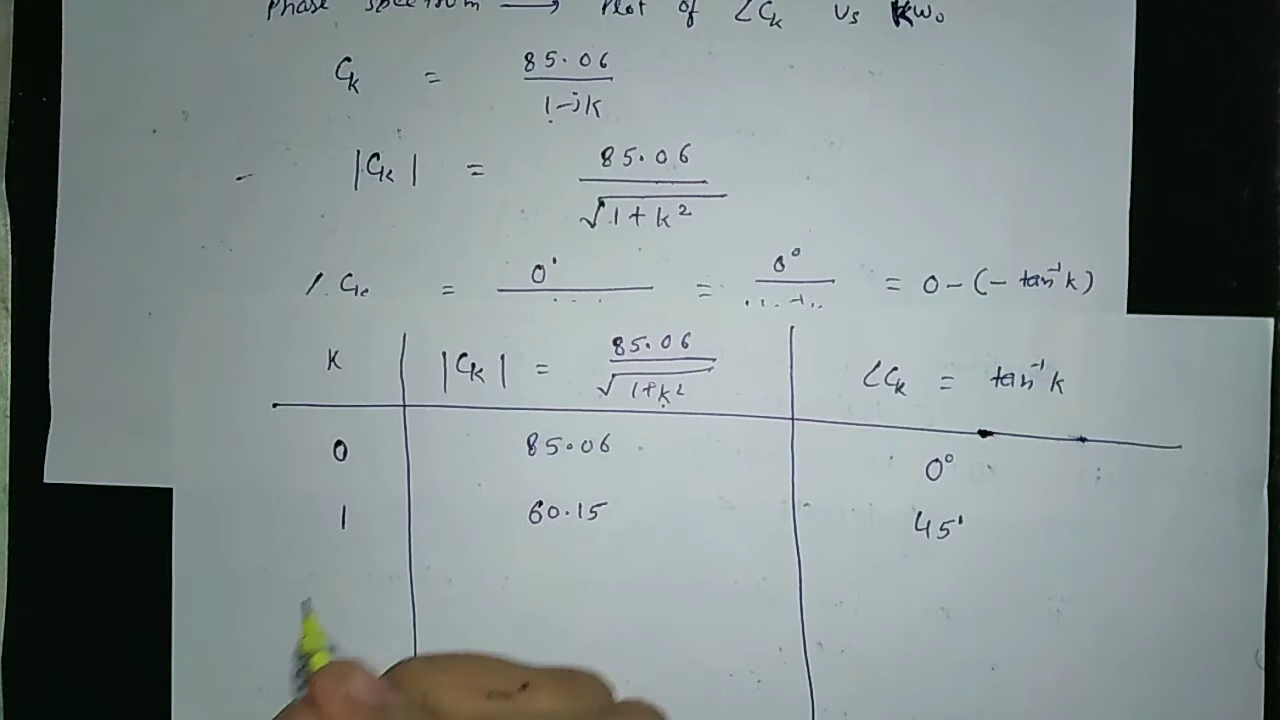 Phase spectrum → Plot of ∠Ck Vs Kω₀
Ck = 85.06 / 1-jk
|Ck| = 85.06 / √1+k²
= 0° / = 0° / = 0 - (- tan⁻¹k)
K |Ck| = 85.06 / √1+k² ∠Ck = tan⁻¹k
0 85.06 0°
1 60.15 45°